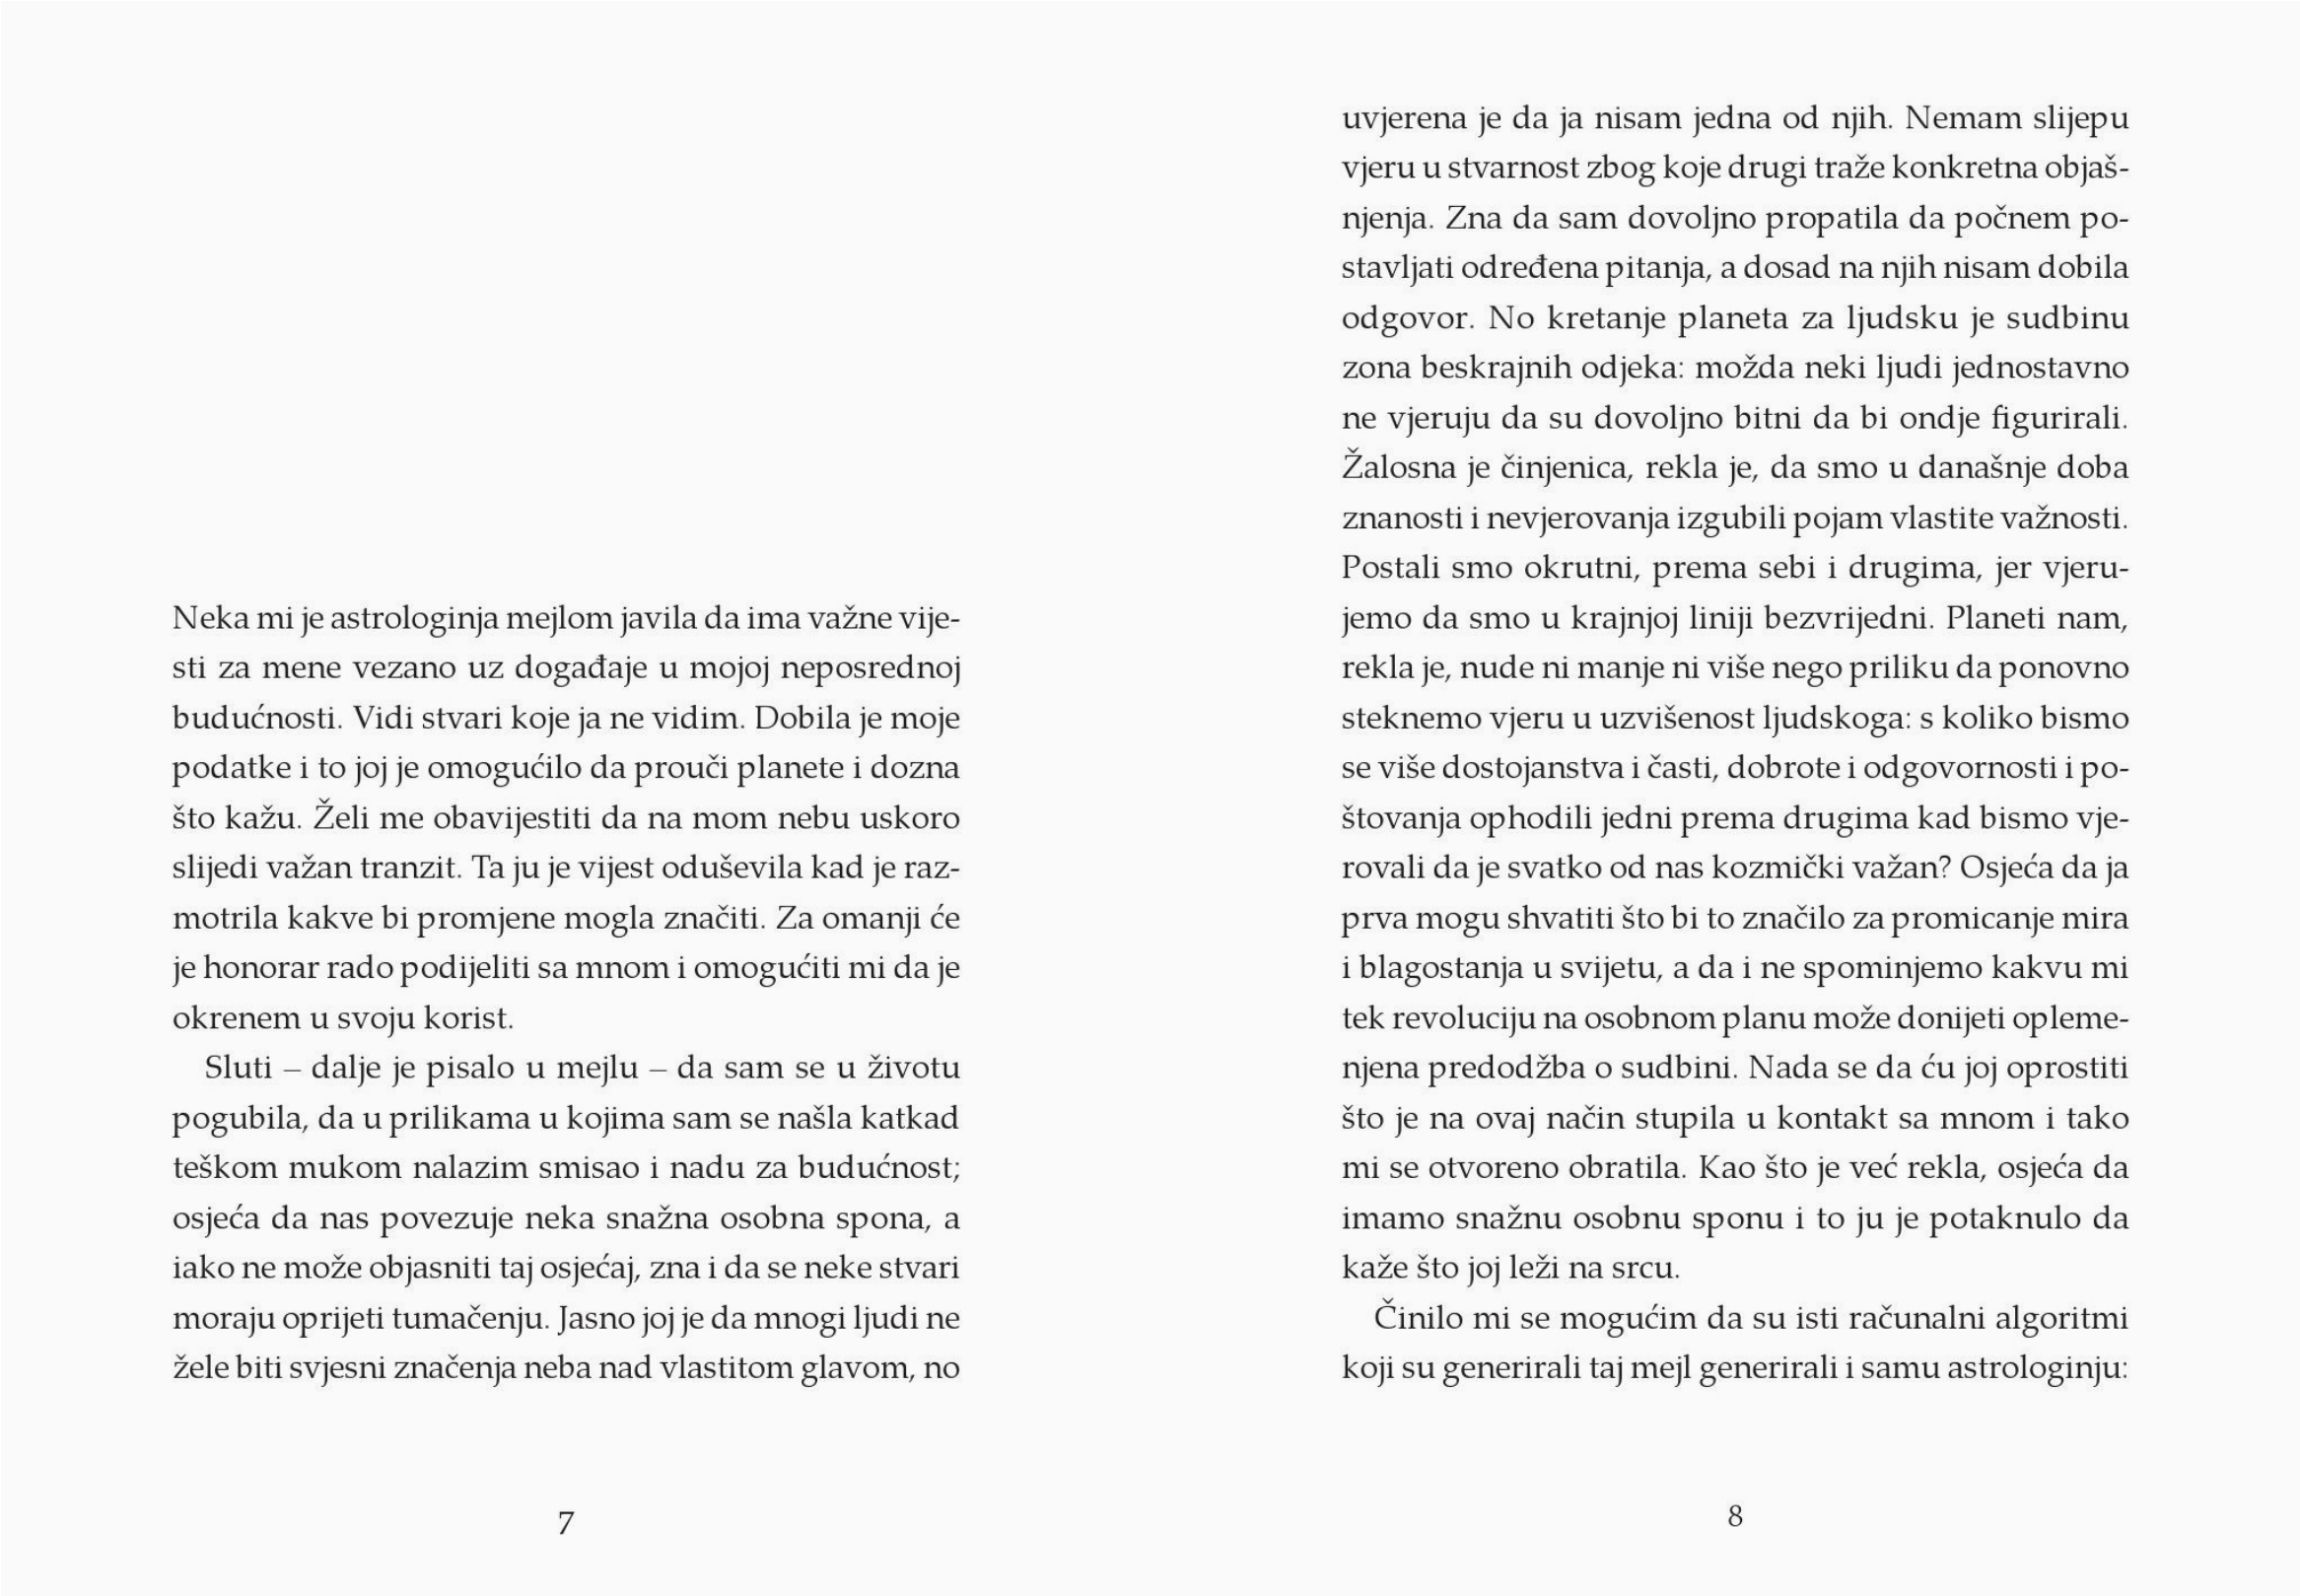 Neka mi je astrologinja mejlom javila da ima važne vije-
sti za mene vezano uz događaje u mojoj neposrednoj
budućnosti. Vidi stvari koje ja ne vidim. Dobila je moje
podatke i to joj je omogućilo da prouči planete i dozna
što kažu. Želi me obavijestiti da na mom nebu uskoro
slijedi važan tranzit. Ta ju je vijest oduševila kad je raz-
motrila kakve bi promjene mogla značiti. Za omanji će
je honorar rado podijeliti sa mnom i omogućiti mi da je
okrenem u svoju korist.
Sluti – dalje je pisalo u mejlu – da sam se u životu
pogubila, da u prilikama u kojima sam se našla katkad
teškom mukom nalazim smisao i nadu za budućnost;
osjeća da nas povezuje neka snažna osobna spona, a
iako ne može objasniti taj osjećaj, zna i da se neke stvari
moraju oprijeti tumačenju. Jasno joj je da mnogi ljudi ne
žele biti svjesni značenja neba nad vlastitom glavom, no
7
uvjerena je da ja nisam jedna od njih. Nemam slijepu
vjeru u stvarnost zbog koje drugi traže konkretna objaš-
njenja. Zna da sam dovoljno propatila da počnem po-
stavljati određena pitanja, a dosad na njih nisam dobila
odgovor. No kretanje planeta za ljudsku je sudbinu
zona beskrajnih odjeka: možda neki ljudi jednostavno
ne vjeruju da su dovoljno bitni da bi ondje figurirali.
Žalosna je činjenica, rekla je, da smo u današnje doba
znanosti i nevjerovanja izgubili pojam vlastite važnosti.
Postali smo okrutni, prema sebi i drugima, jer vjeru-
jemo da smo u krajnjoj liniji bezvrijedni. Planeti nam,
rekla je, nude ni manje ni više nego priliku da ponovno
steknemo vjeru u uzvišenost ljudskoga: s koliko bismo
se više dostojanstva i časti, dobrote i odgovornosti i po-
štovanja ophodili jedni prema drugima kad bismo vje-
rovali da je svatko od nas kozmički važan? Osjeća da ja
prva mogu shvatiti što bi to značilo za promicanje mira
i blagostanja u svijetu, a da i ne spominjemo kakvu mi
tek revoluciju na osobnom planu može donijeti opleme-
njena predodžba o sudbini. Nada se da ću joj oprostiti
što je na ovaj način stupila u kontakt sa mnom i tako
mi se otvoreno obratila. Kao što je već rekla, osjeća da
imamo snažnu osobnu sponu i to ju je potaknulo da
kaže što joj leži na srcu.
Činilo mi se mogućim da su isti računalni algoritmi
koji su generirali taj mejl generirali i samu astrologinju:
8